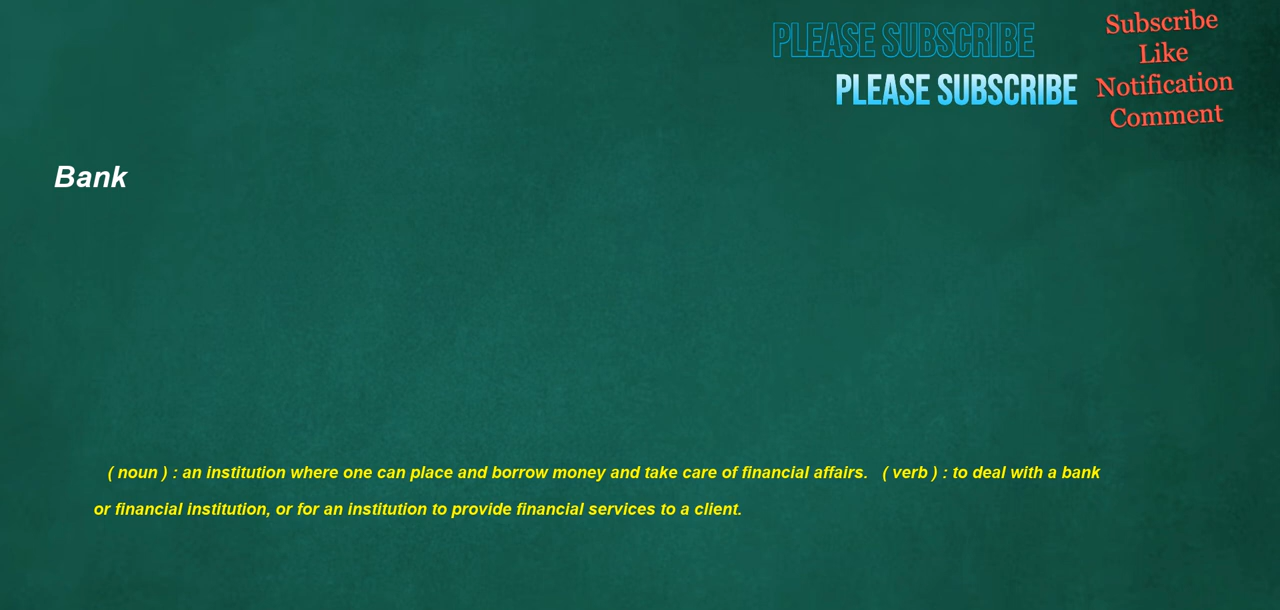 PLEASE SUBSCRIBE
PLEASE SUBSCRIBE
Subscribe
Like
Notification
Comment
Bank
( noun ) : an institution where one can place and borrow money and take care of financial affairs. ( verb ) : to deal with a bank
or financial institution, or for an institution to provide financial services to a client.